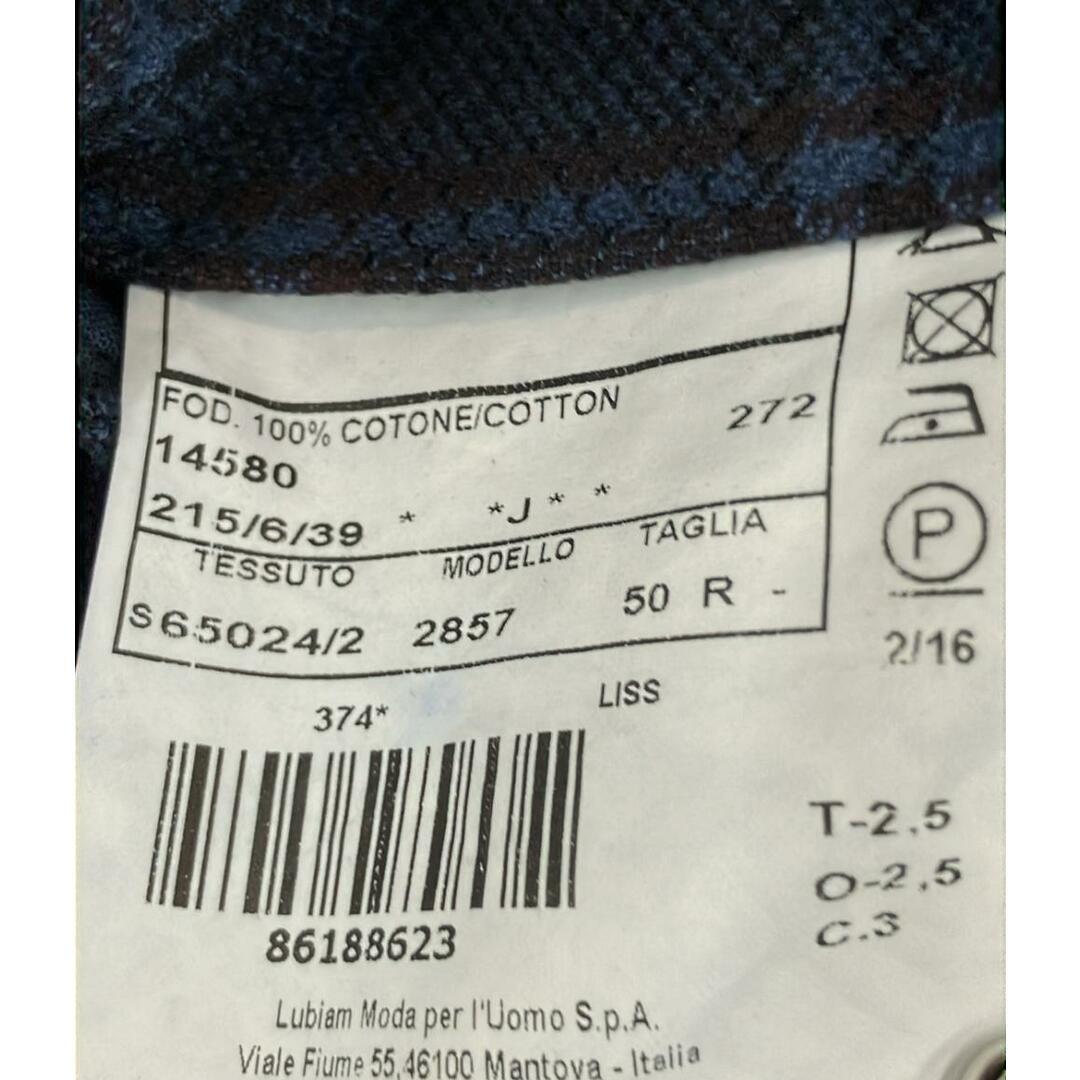 FOD. 100% COTONE/COTTON 272
14580
215/6/39 * *J* *
TESSUTO MODELLO TAGLIA
S65024/2 2857 50 R -
P
2/16
374* LISS
86188623
T-2.5
O-2,5
C.3
Lubiam Moda per l'Uomo S.p.A.
Viale Fiume 55,46100 Mantova - Italia